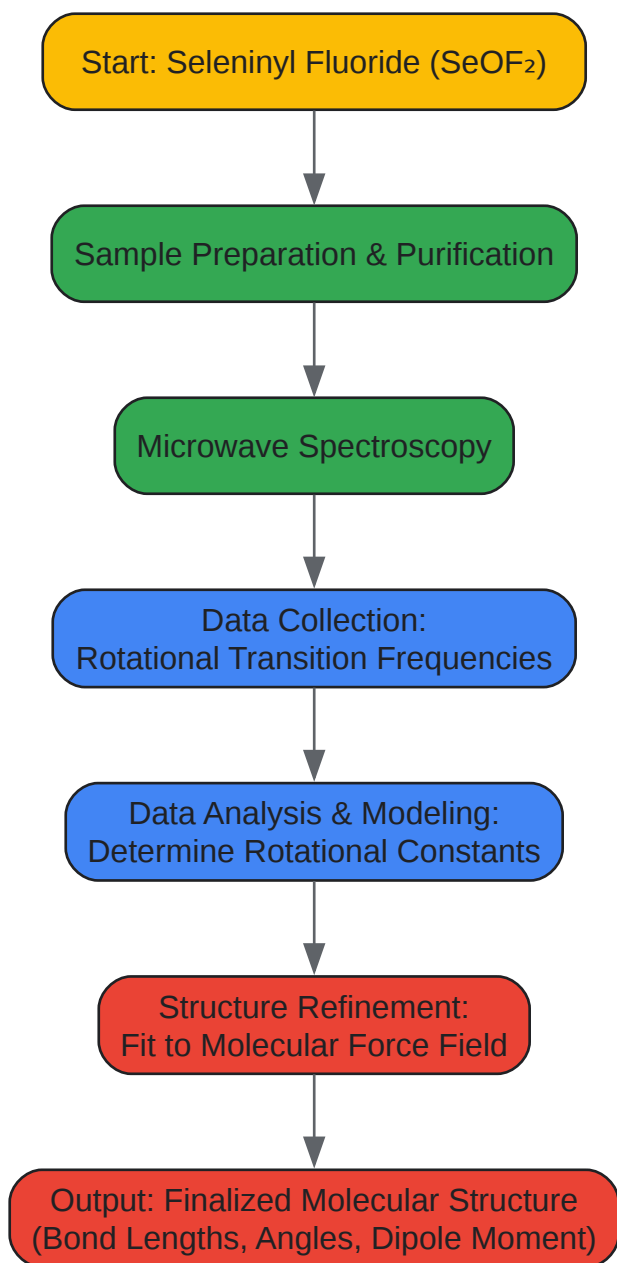 Start: Seleninyl Fluoride (SeOF₂)
Sample Preparation & Purification
Microwave Spectroscopy
Data Collection:
Rotational Transition Frequencies
Data Analysis & Modeling:
Determine Rotational Constants
Structure Refinement:
Fit to Molecular Force Field
Output: Finalized Molecular Structure
(Bond Lengths, Angles, Dipole Moment)